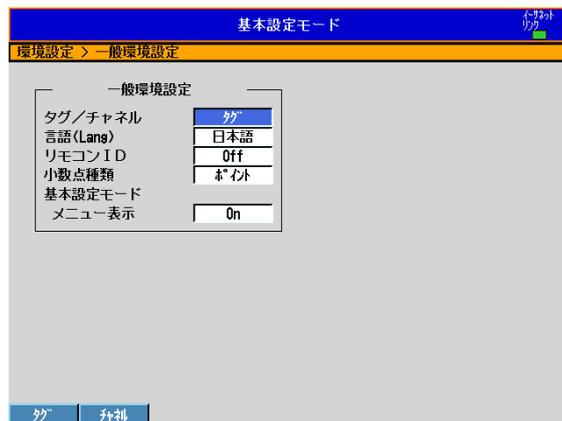 基本設定モード
ｲｰｻﾈｯﾄ
ﾘﾝｸ
環境設定 > 一般環境設定
一般環境設定
タグ/チャネル ﾀｸﾞ
言語(Lang) 日本語
リモコンID Off
小数点種類 ﾎﾟｲﾝﾄ
基本設定モード
メニュー表示 On
ﾀｸﾞ ﾁｬﾈﾙ